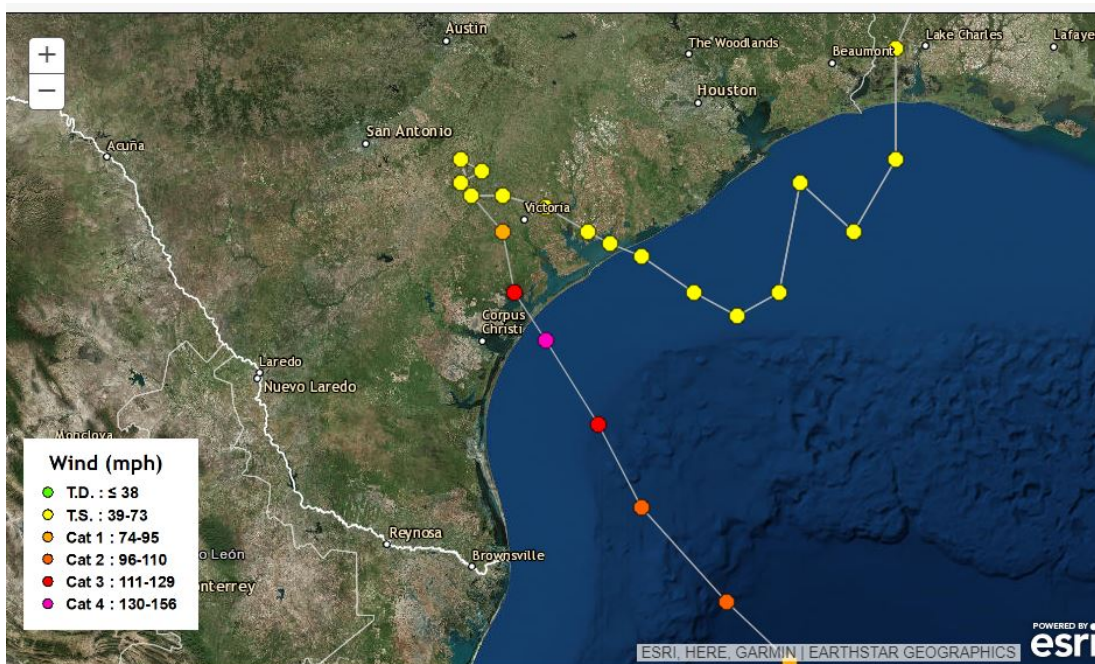 +
−
Austin
Lake Charles
Lafaye
The Woodlands
Beaumont
Houston
San Antonio
Acuña
Victoria
Corpus
Christi
Laredo
Nuevo Laredo
Monclova
Reynosa
Brownsville
o León
onterrey
Wind (mph)
T.D. : ≤ 38
T.S. : 39-73
Cat 1 : 74-95
Cat 2 : 96-110
Cat 3 : 111-129
Cat 4 : 130-156
ESRI, HERE, GARMIN | EARTHSTAR GEOGRAPHICS
POWERED BY
esri